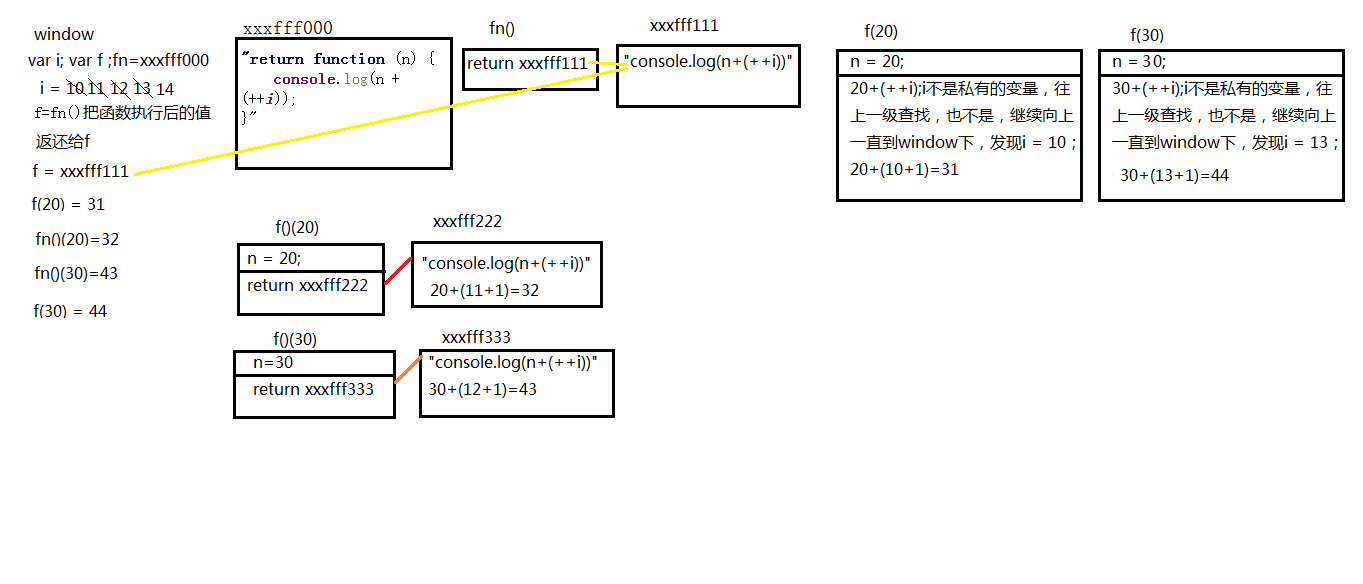 window
var i; var f ;fn=xxxfff000
i = 10 11 12 13 14
f=fn()把函数执行后的值
返还给f
f = xxxfff111
f(20) = 31
fn()(20)=32
fn()(30)=43
f(30) = 44
xxxfff000
"return function (n) {
console.log(n +
(++i));
}"
fn()
return xxxfff111
xxxfff111
"console.log(n+(++i))"
f(20)
n = 20;
20+(++i);i不是私有的变量，往
上一级查找，也不是，继续向上
一直到window下，发现i = 10；
20+(10+1)=31
f(30)
n = 30;
30+(++i);i不是私有的变量，往
上一级查找，也不是，继续向上
一直到window下，发现i = 13；
30+(13+1)=44
f()(20)
n = 20;
return xxxfff222
xxxfff222
"console.log(n+(++i))"
20+(11+1)=32
f()(30)
n=30
return xxxfff333
xxxfff333
"console.log(n+(++i))"
30+(12+1)=43